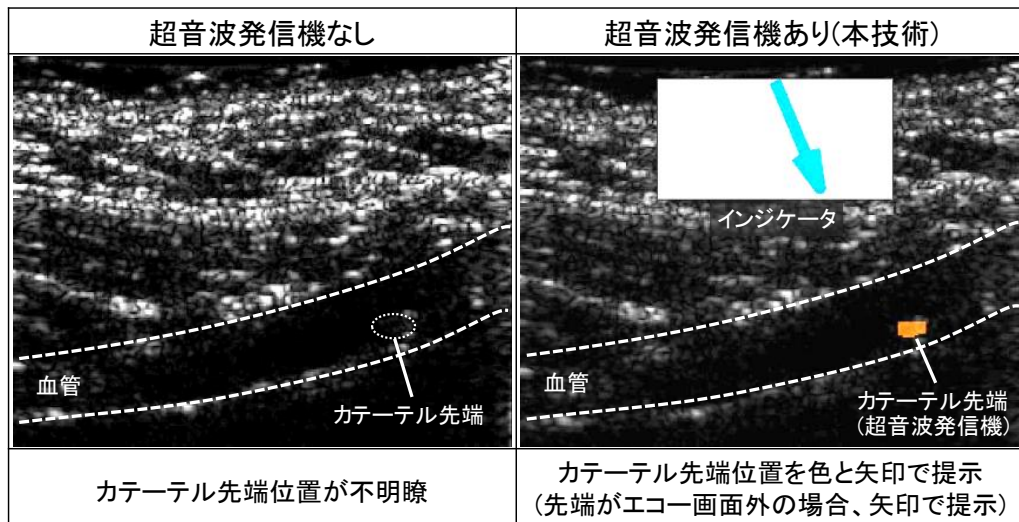 超音波発信機なし
超音波発信機あり(本技術)
インジケータ
血管
カテーテル先端
血管
カテーテル先端
(超音波発信機)
カテーテル先端位置が不明瞭
カテーテル先端位置を色と矢印で提示
(先端がエコー画面外の場合、矢印で提示)